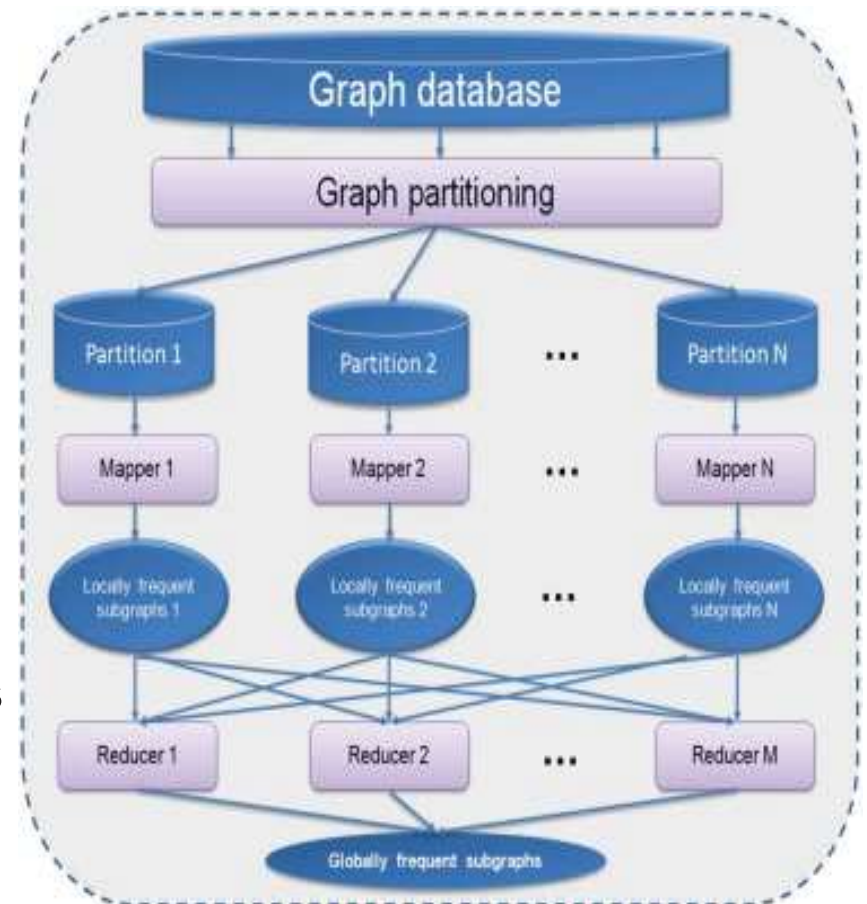 Graph database
Graph partitioning
Partition 1
Partition 2
...
Partition N
Mapper 1
Mapper 2
...
Mapper N
Locally frequent
subgraphs 1
Locally frequent
subgraphs 2
...
Locally frequent
subgraphs N
Reducer 1
Reducer 2
...
Reducer M
Globally frequent subgraphs